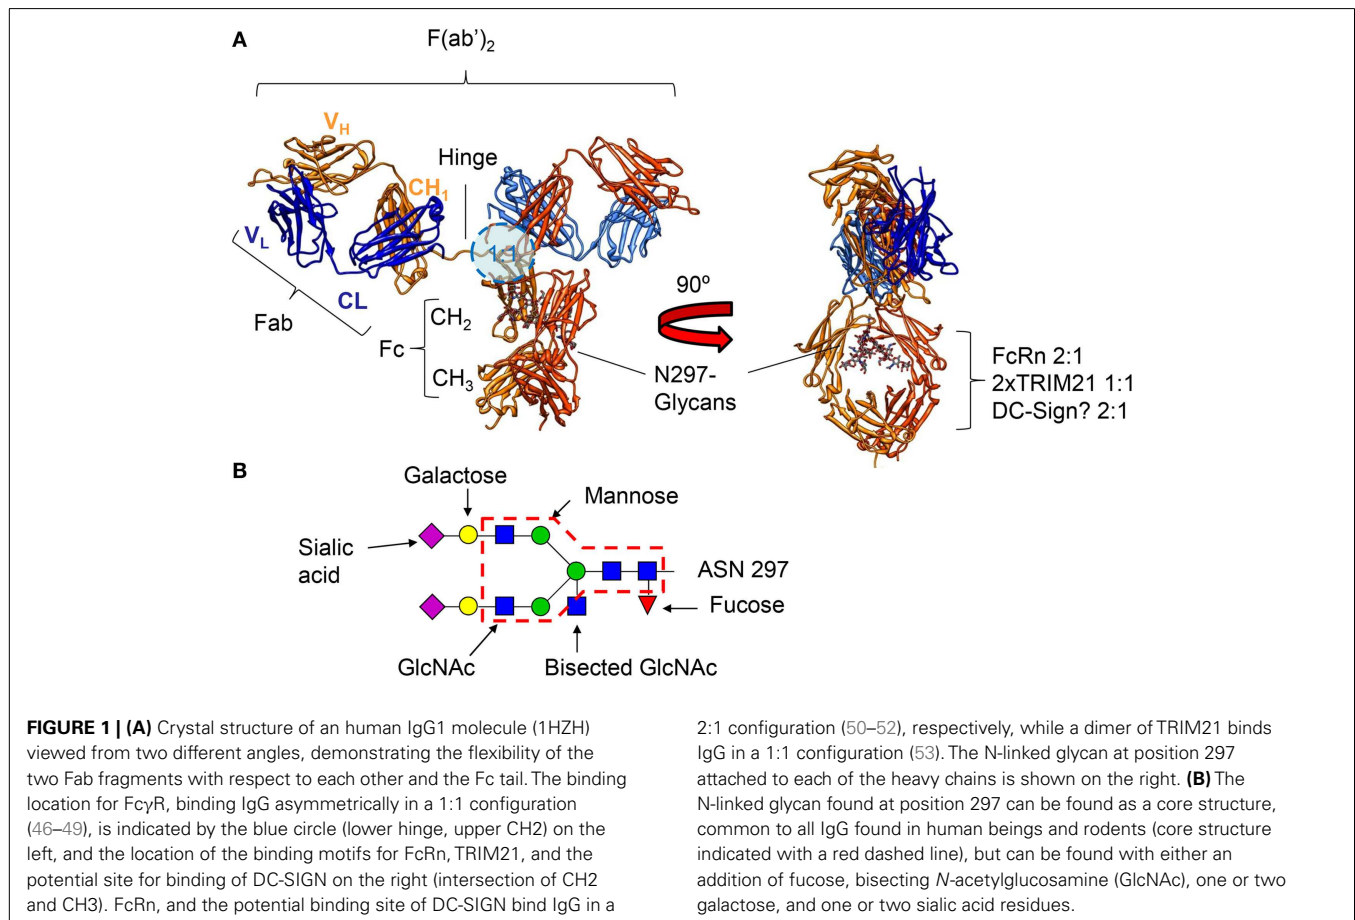 A
F(ab')2
VH
Hinge
CH1
VL
1:1
CL
Fab
Fc
CH2
CH3
90º
N297-
Glycans
FcRn 2:1
2xTRIM21 1:1
DC-Sign? 2:1
B
Galactose
Mannose
Sialic
acid
ASN 297
Fucose
GlcNAc
Bisected GlcNAc
FIGURE 1 | (A) Crystal structure of an human IgG1 molecule (1HZH)
viewed from two different angles, demonstrating the flexibility of the
two Fab fragments with respect to each other and the Fc tail. The binding
location for FcγR, binding IgG asymmetrically in a 1:1 configuration
(46–49), is indicated by the blue circle (lower hinge, upper CH2) on the
left, and the location of the binding motifs for FcRn, TRIM21, and the
potential site for binding of DC-SIGN on the right (intersection of CH2
and CH3). FcRn, and the potential binding site of DC-SIGN bind IgG in a
2:1 configuration (50–52), respectively, while a dimer of TRIM21 binds
IgG in a 1:1 configuration (53). The N-linked glycan at position 297
attached to each of the heavy chains is shown on the right. (B) The
N-linked glycan found at position 297 can be found as a core structure,
common to all IgG found in human beings and rodents (core structure
indicated with a red dashed line), but can be found with either an
addition of fucose, bisecting N-acetylglucosamine (GlcNAc), one or two
galactose, and one or two sialic acid residues.